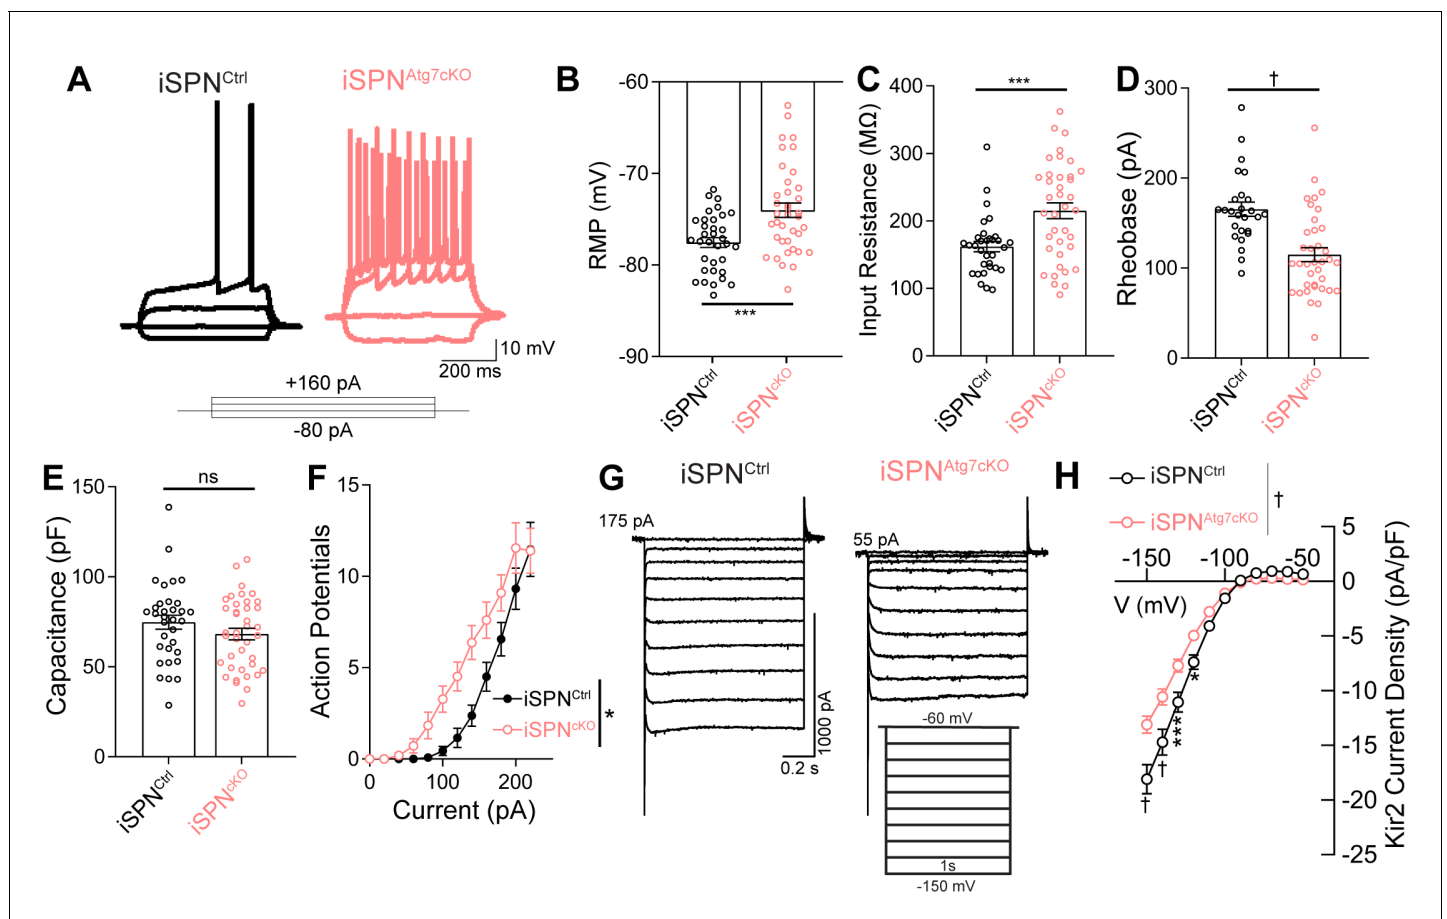 A
iSPNCtrl
iSPNAtg7cKO
10 mV
200 ms
+160 pA
-80 pA
B
-60
-70
-80
-90
RMP (mV)
***
iSPNCtrl
iSPNcKO
C
400
300
200
100
0
Input Resistance (MΩ)
***
iSPNCtrl
iSPNcKO
D
300
200
100
0
Rheobase (pA)
†
iSPNCtrl
iSPNcKO
E
150
100
50
0
Capacitance (pF)
ns
iSPNCtrl
iSPNcKO
F
15
10
5
0
Action Potentials
0
100
200
Current (pA)
iSPNCtrl
iSPNcKO
*
G
iSPNCtrl
iSPNAtg7cKO
175 pA
55 pA
1000 pA
0.2 s
-60 mV
1s
-150 mV
H
iSPNCtrl
iSPNAtg7cKO
†
-150
-100
-50
V (mV)
5
0
-5
-10
-15
-20
-25
Kir2 Current Density (pA/pF)
*
***
†
†